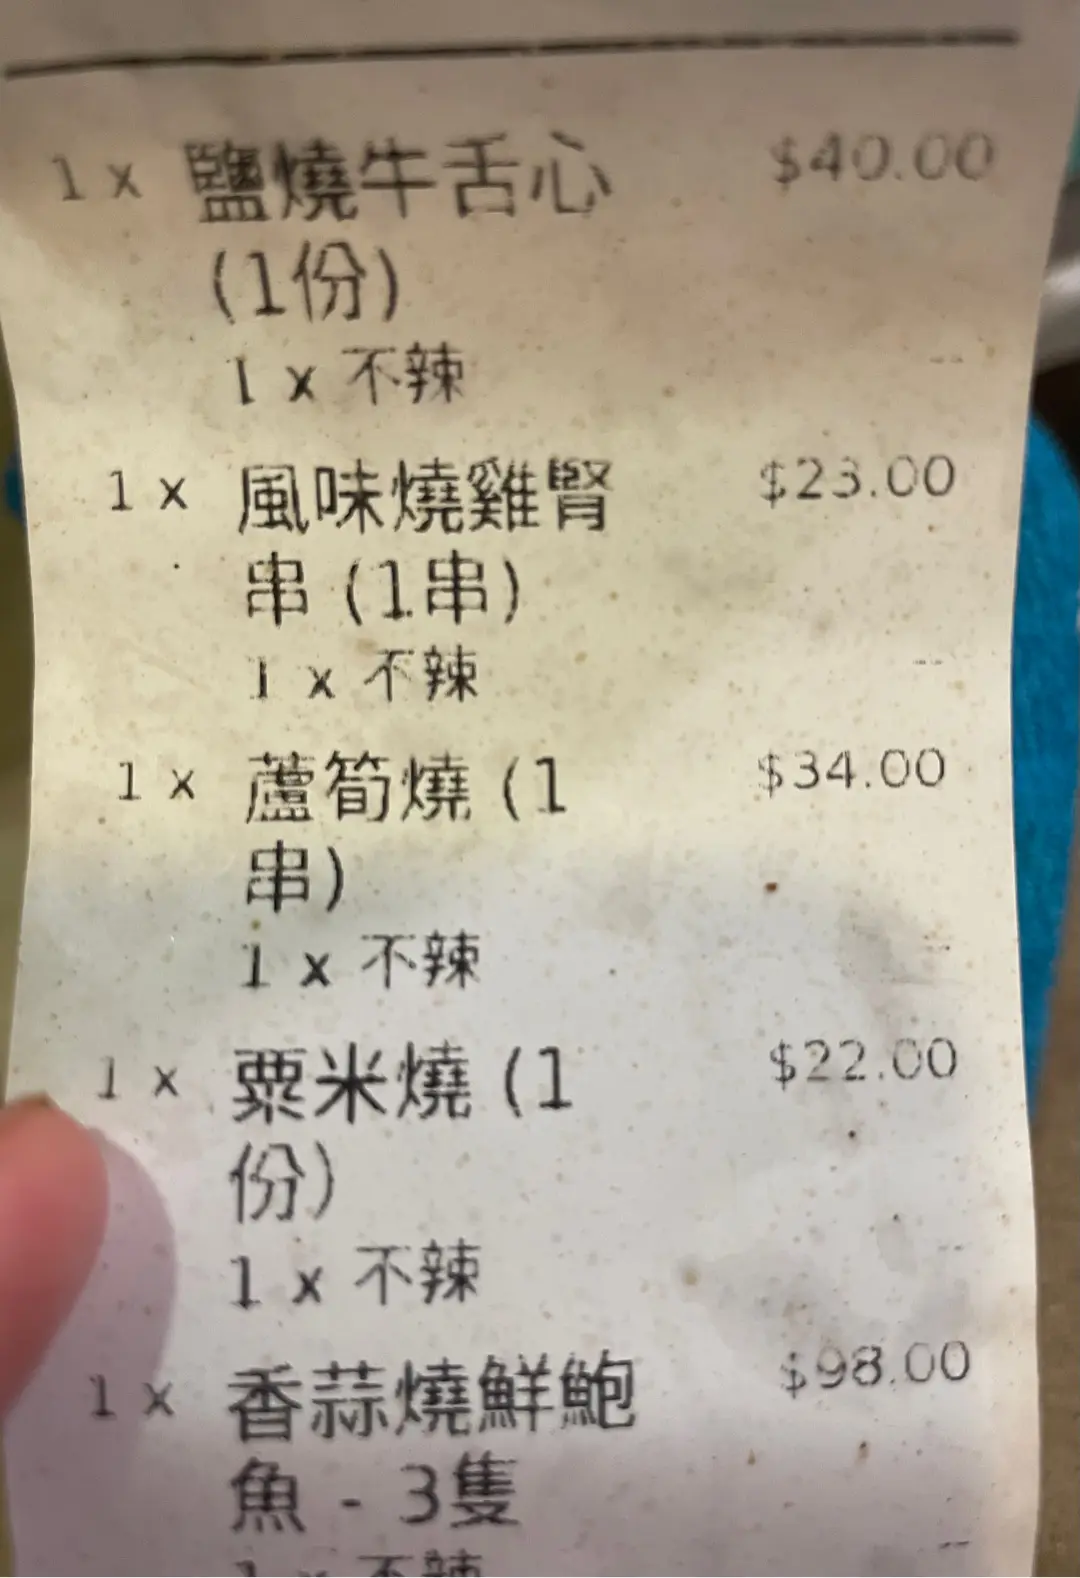 1 x 鹽燒牛舌心 $40.00
(1份)
1 x 不辣 --
1 x 風味燒雞腎 $23.00
串 (1串)
1 x 不辣 --
1 x 蘆筍燒 (1 $34.00
串)
1 x 不辣 --
1 x 粟米燒 (1 $22.00
份)
1 x 不辣 --
1 x 香蒜燒鮮鮑 $98.00
魚 - 3隻
1 x 不辣 --